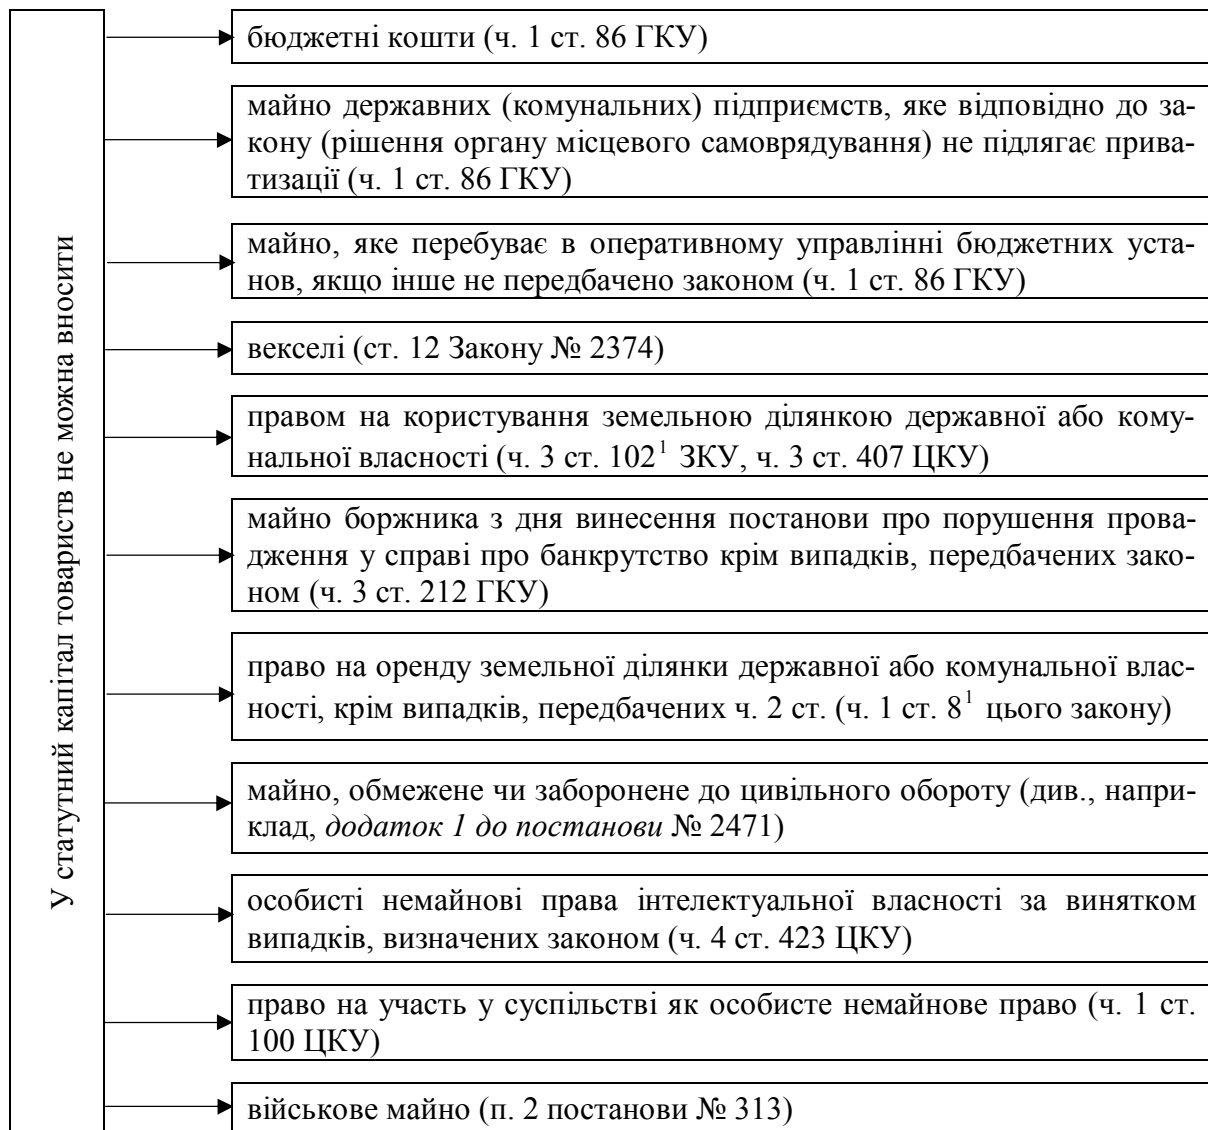 У статутний капітал товариств не можна вносити
бюджетні кошти (ч. 1 ст. 86 ГКУ)
майно державних (комунальних) підприємств, яке відповідно до за-
кону (рішення органу місцевого самоврядування) не підлягає прива-
тизації (ч. 1 ст. 86 ГКУ)
майно, яке перебуває в оперативному управлінні бюджетних уста-
нов, якщо інше не передбачено законом (ч. 1 ст. 86 ГКУ)
векселі (ст. 12 Закону № 2374)
правом на користування земельною ділянкою державної або кому-
нальної власності (ч. 3 ст. 102¹ ЗКУ, ч. 3 ст. 407 ЦКУ)
майно боржника з дня винесення постанови про порушення прова-
дження у справі про банкрутство крім випадків, передбачених зако-
ном (ч. 3 ст. 212 ГКУ)
право на оренду земельної ділянки державної або комунальної влас-
ності, крім випадків, передбачених ч. 2 ст. (ч. 1 ст. 8¹ цього закону)
майно, обмежене чи заборонене до цивільного обороту (див., напри-
клад, додаток 1 до постанови № 2471)
особисті немайнові права інтелектуальної власності за винятком
випадків, визначених законом (ч. 4 ст. 423 ЦКУ)
право на участь у суспільстві як особисте немайнове право (ч. 1 ст.
100 ЦКУ)
військове майно (п. 2 постанови № 313)